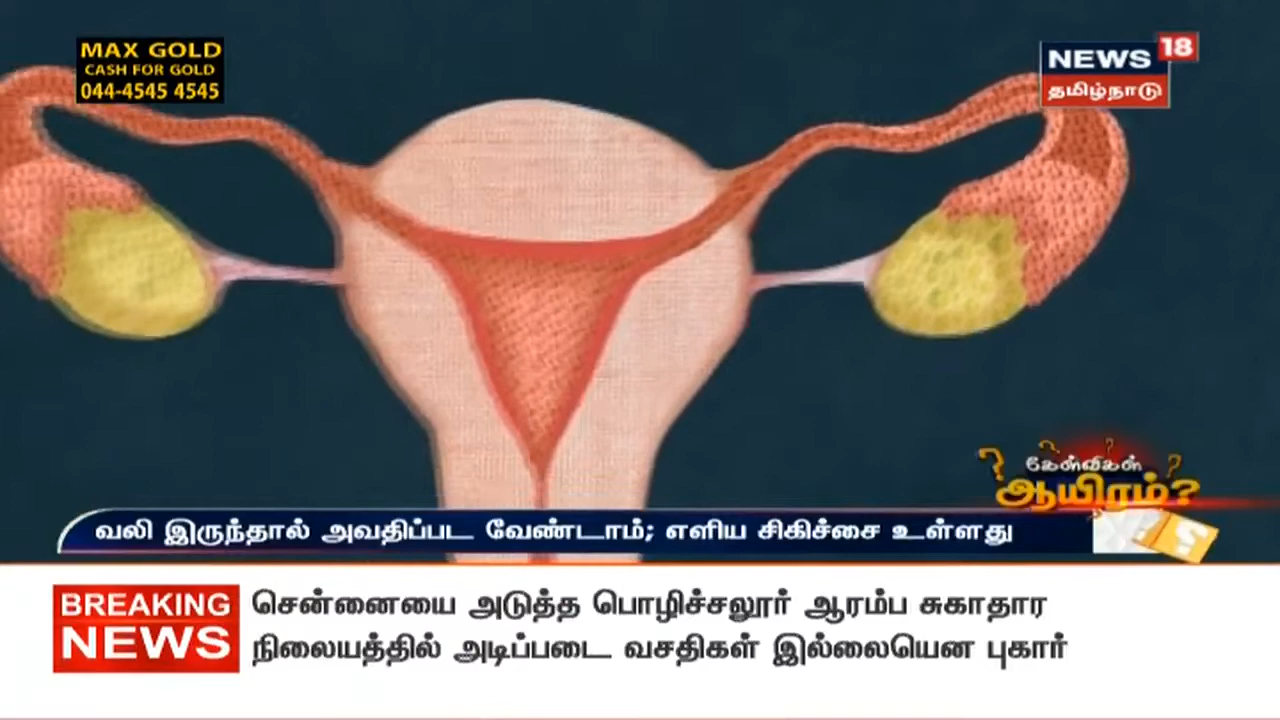 MAX GOLD
CASH FOR GOLD
044-4545 4545
NEWS 18
தமிழ்நாடு
கேள்விகள்
ஆயிரம்?
வலி இருந்தால் அவதிப்பட வேண்டாம்; எளிய சிகிச்சை உள்ளது
BREAKING
NEWS
சென்னையை அடுத்த பொழிச்சலூர் ஆரம்ப சுகாதார
நிலையத்தில் அடிப்படை வசதிகள் இல்லையென புகார்